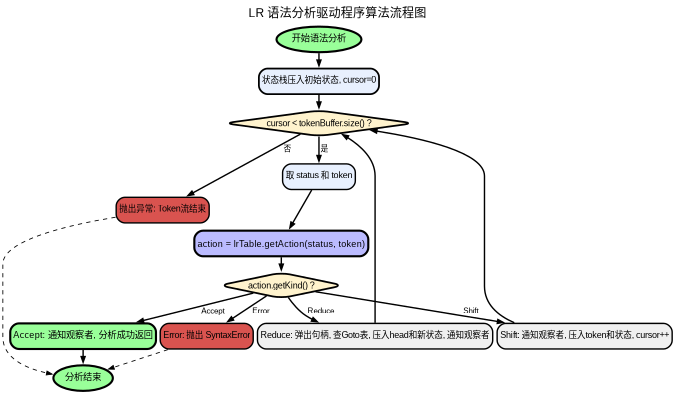 LR 语法分析驱动程序算法流程图
开始语法分析
状态栈压入初始状态, cursor=0
cursor < tokenBuffer.size() ?
否
是
取 status 和 token
抛出异常: Token流结束
action = lrTable.getAction(status, token)
action.getKind() ?
Accept
Error
Reduce
Shift
Accept: 通知观察者, 分析成功返回
Error: 抛出 SyntaxError
Reduce: 弹出句柄, 查Goto表, 压入head和新状态, 通知观察者
Shift: 通知观察者, 压入token和状态, cursor++
分析结束